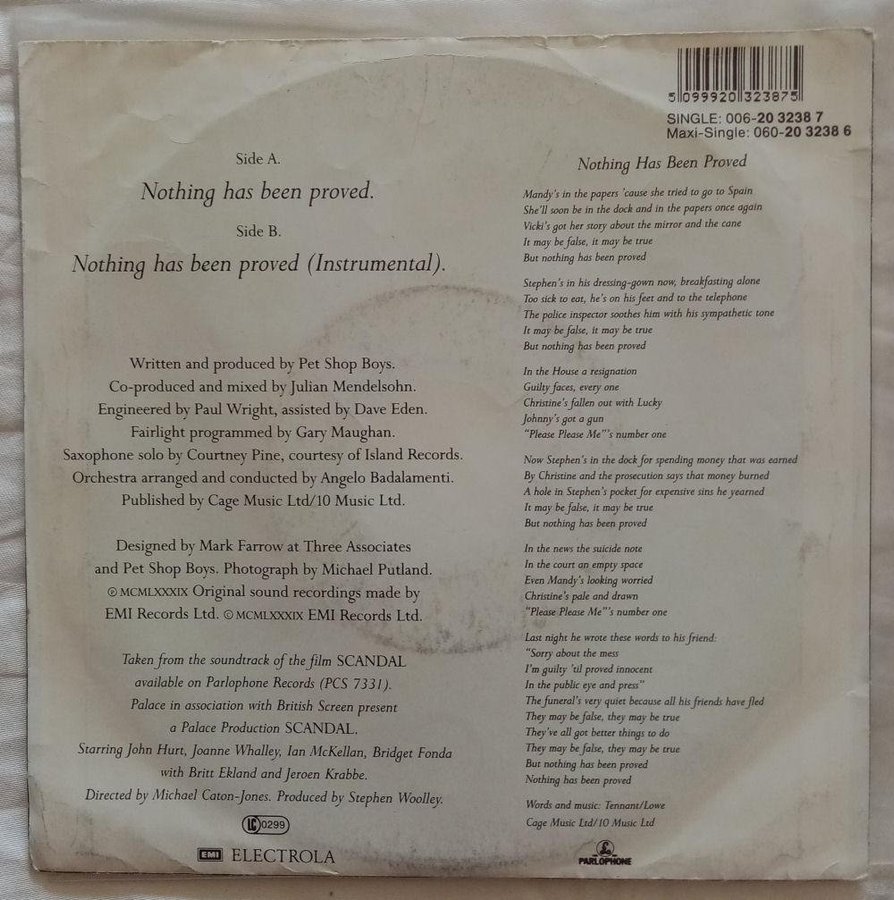 5 099920 323875
SINGLE: 006-20 3238 7
Maxi-Single: 060-20 3238 6
Side A.
Nothing has been proved.
Side B.
Nothing has been proved (Instrumental).
Written and produced by Pet Shop Boys.
Co-produced and mixed by Julian Mendelsohn.
Engineered by Paul Wright, assisted by Dave Eden.
Fairlight programmed by Gary Maughan.
Saxophone solo by Courtney Pine, courtesy of Island Records.
Orchestra arranged and conducted by Angelo Badalamenti.
Published by Cage Music Ltd/10 Music Ltd.
Designed by Mark Farrow at Three Associates
and Pet Shop Boys. Photograph by Michael Putland.
℗ MCMLXXXIX Original sound recordings made by
EMI Records Ltd. © MCMLXXXIX EMI Records Ltd.
Taken from the soundtrack of the film SCANDAL
available on Parlophone Records (PCS 7331).
Palace in association with British Screen present
a Palace Production SCANDAL.
Starring John Hurt, Joanne Whalley, Ian McKellan, Bridget Fonda
with Britt Ekland and Jeroen Krabbe.
Directed by Michael Caton-Jones. Produced by Stephen Woolley.
LC 0299
EMI ELECTROLA
Nothing Has Been Proved
Mandy's in the papers 'cause she tried to go to Spain
She'll soon be in the dock and in the papers once again
Vicki's got her story about the mirror and the cane
It may be false, it may be true
But nothing has been proved
Stephen's in his dressing-gown now, breakfasting alone
Too sick to eat, he's on his feet and to the telephone
The police inspector soothes him with his sympathetic tone
It may be false, it may be true
But nothing has been proved
In the House a resignation
Guilty faces, every one
Christine's fallen out with Lucky
Johnny's got a gun
"Please Please Me"'s number one
Now Stephen's in the dock for spending money that was earned
By Christine and the prosecution says that money burned
A hole in Stephen's pocket for expensive sins he yearned
It may be false, it may be true
But nothing has been proved
In the news the suicide note
In the court an empty space
Even Mandy's looking worried
Christine's pale and drawn
"Please Please Me"'s number one
Last night he wrote these words to his friend:
"Sorry about the mess
I'm guilty 'til proved innocent
In the public eye and press"
The funeral's very quiet because all his friends have fled
They may be false, they may be true
They've all got better things to do
They may be false, they may be true
But nothing has been proved
Nothing has been proved
Words and music: Tennant/Lowe
Cage Music Ltd/10 Music Ltd
PARLOPHONE